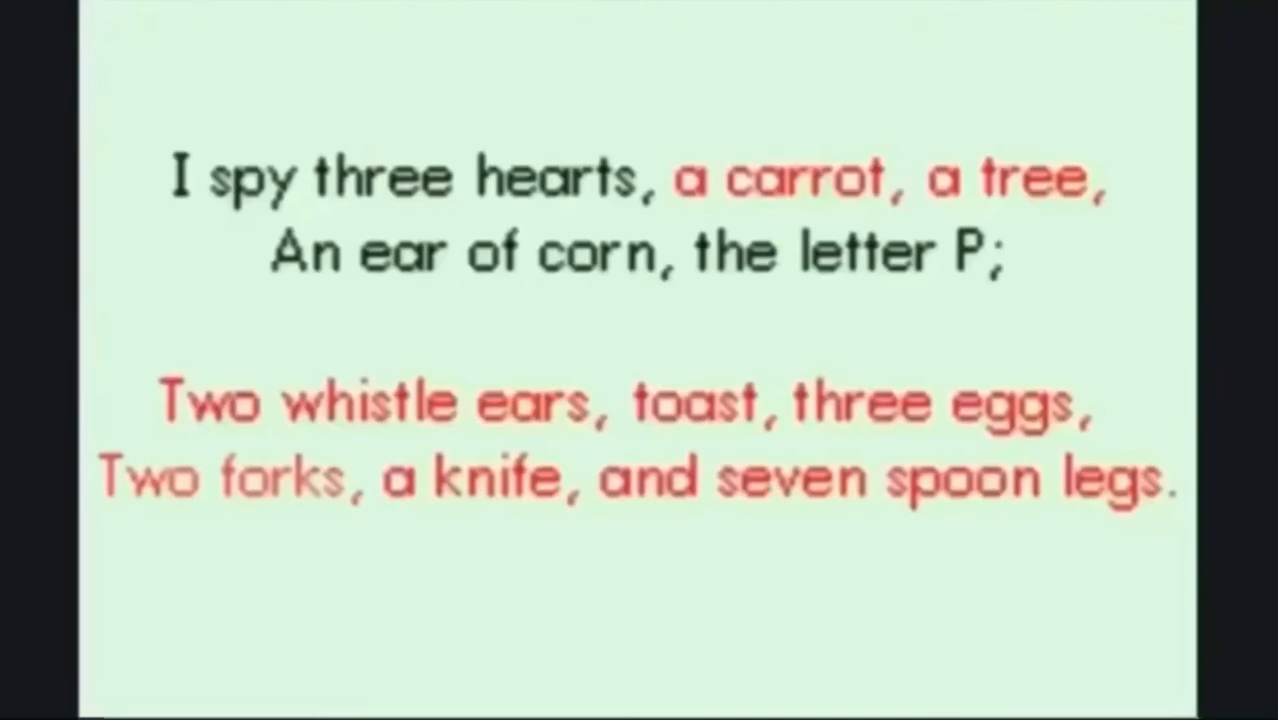 I spy three hearts, a carrot, a tree,
An ear of corn, the letter P;
Two whistle ears, toast, three eggs,
Two forks, a knife, and seven spoon legs.